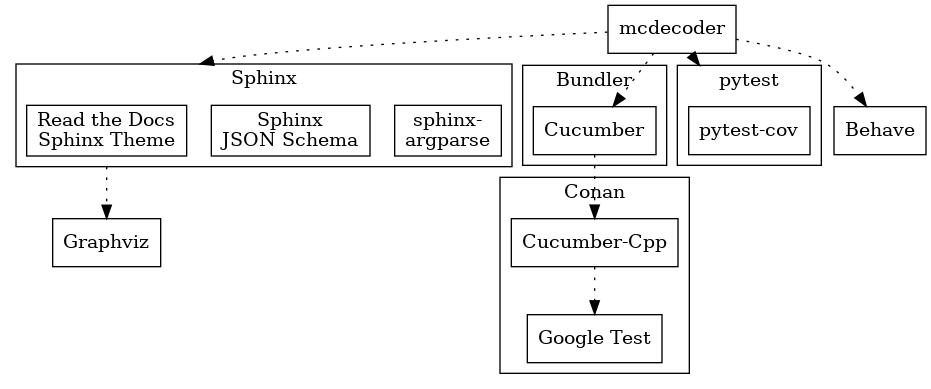 mcdecoder
Sphinx
Read the Docs
Sphinx Theme
Sphinx
JSON Schema
sphinx-
argparse
Bundler
Cucumber
pytest
pytest-cov
Behave
Graphviz
Conan
Cucumber-Cpp
Google Test